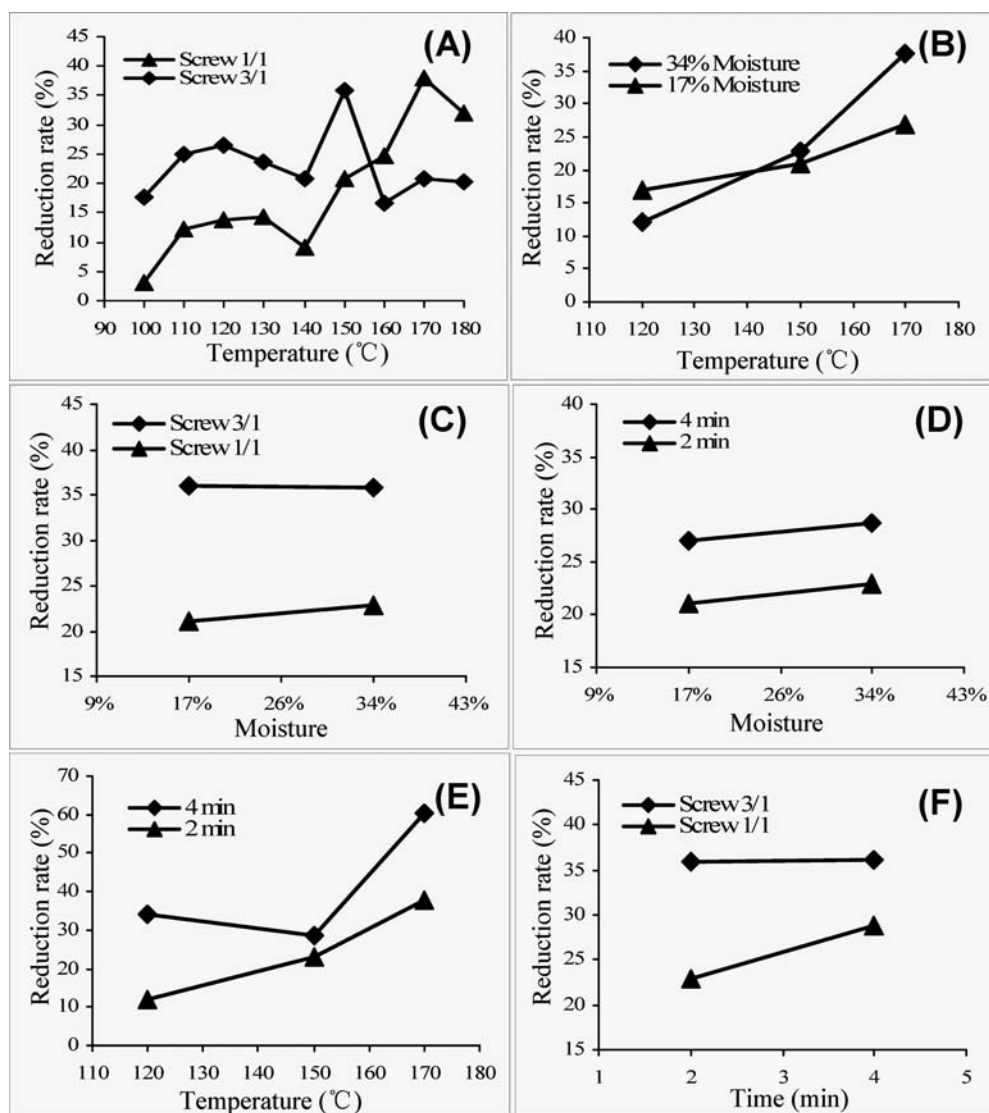 (A)
Screw 1/1
Screw 3/1
Reduction rate (%)
45
40
35
30
25
20
15
10
5
0
90 100 110 120 130 140 150 160 170 180
Temperature (℃)
(B)
34% Moisture
17% Moisture
Reduction rate (%)
40
35
30
25
20
15
10
5
0
110 120 130 140 150 160 170 180
Temperature (℃)
(C)
Screw 3/1
Screw 1/1
Reduction rate (%)
45
40
35
30
25
20
15
9% 17% 26% 34% 43%
Moisture
(D)
4 min
2 min
Reduction rate (%)
40
35
30
25
20
15
9% 17% 26% 34% 43%
Moisture
(E)
4 min
2 min
Reduction rate (%)
70
60
50
40
30
20
10
0
110 120 130 140 150 160 170 180
Temperature (℃)
(F)
Screw 3/1
Screw 1/1
Reduction rate (%)
45
40
35
30
25
20
15
1 2 3 4 5
Time (min)